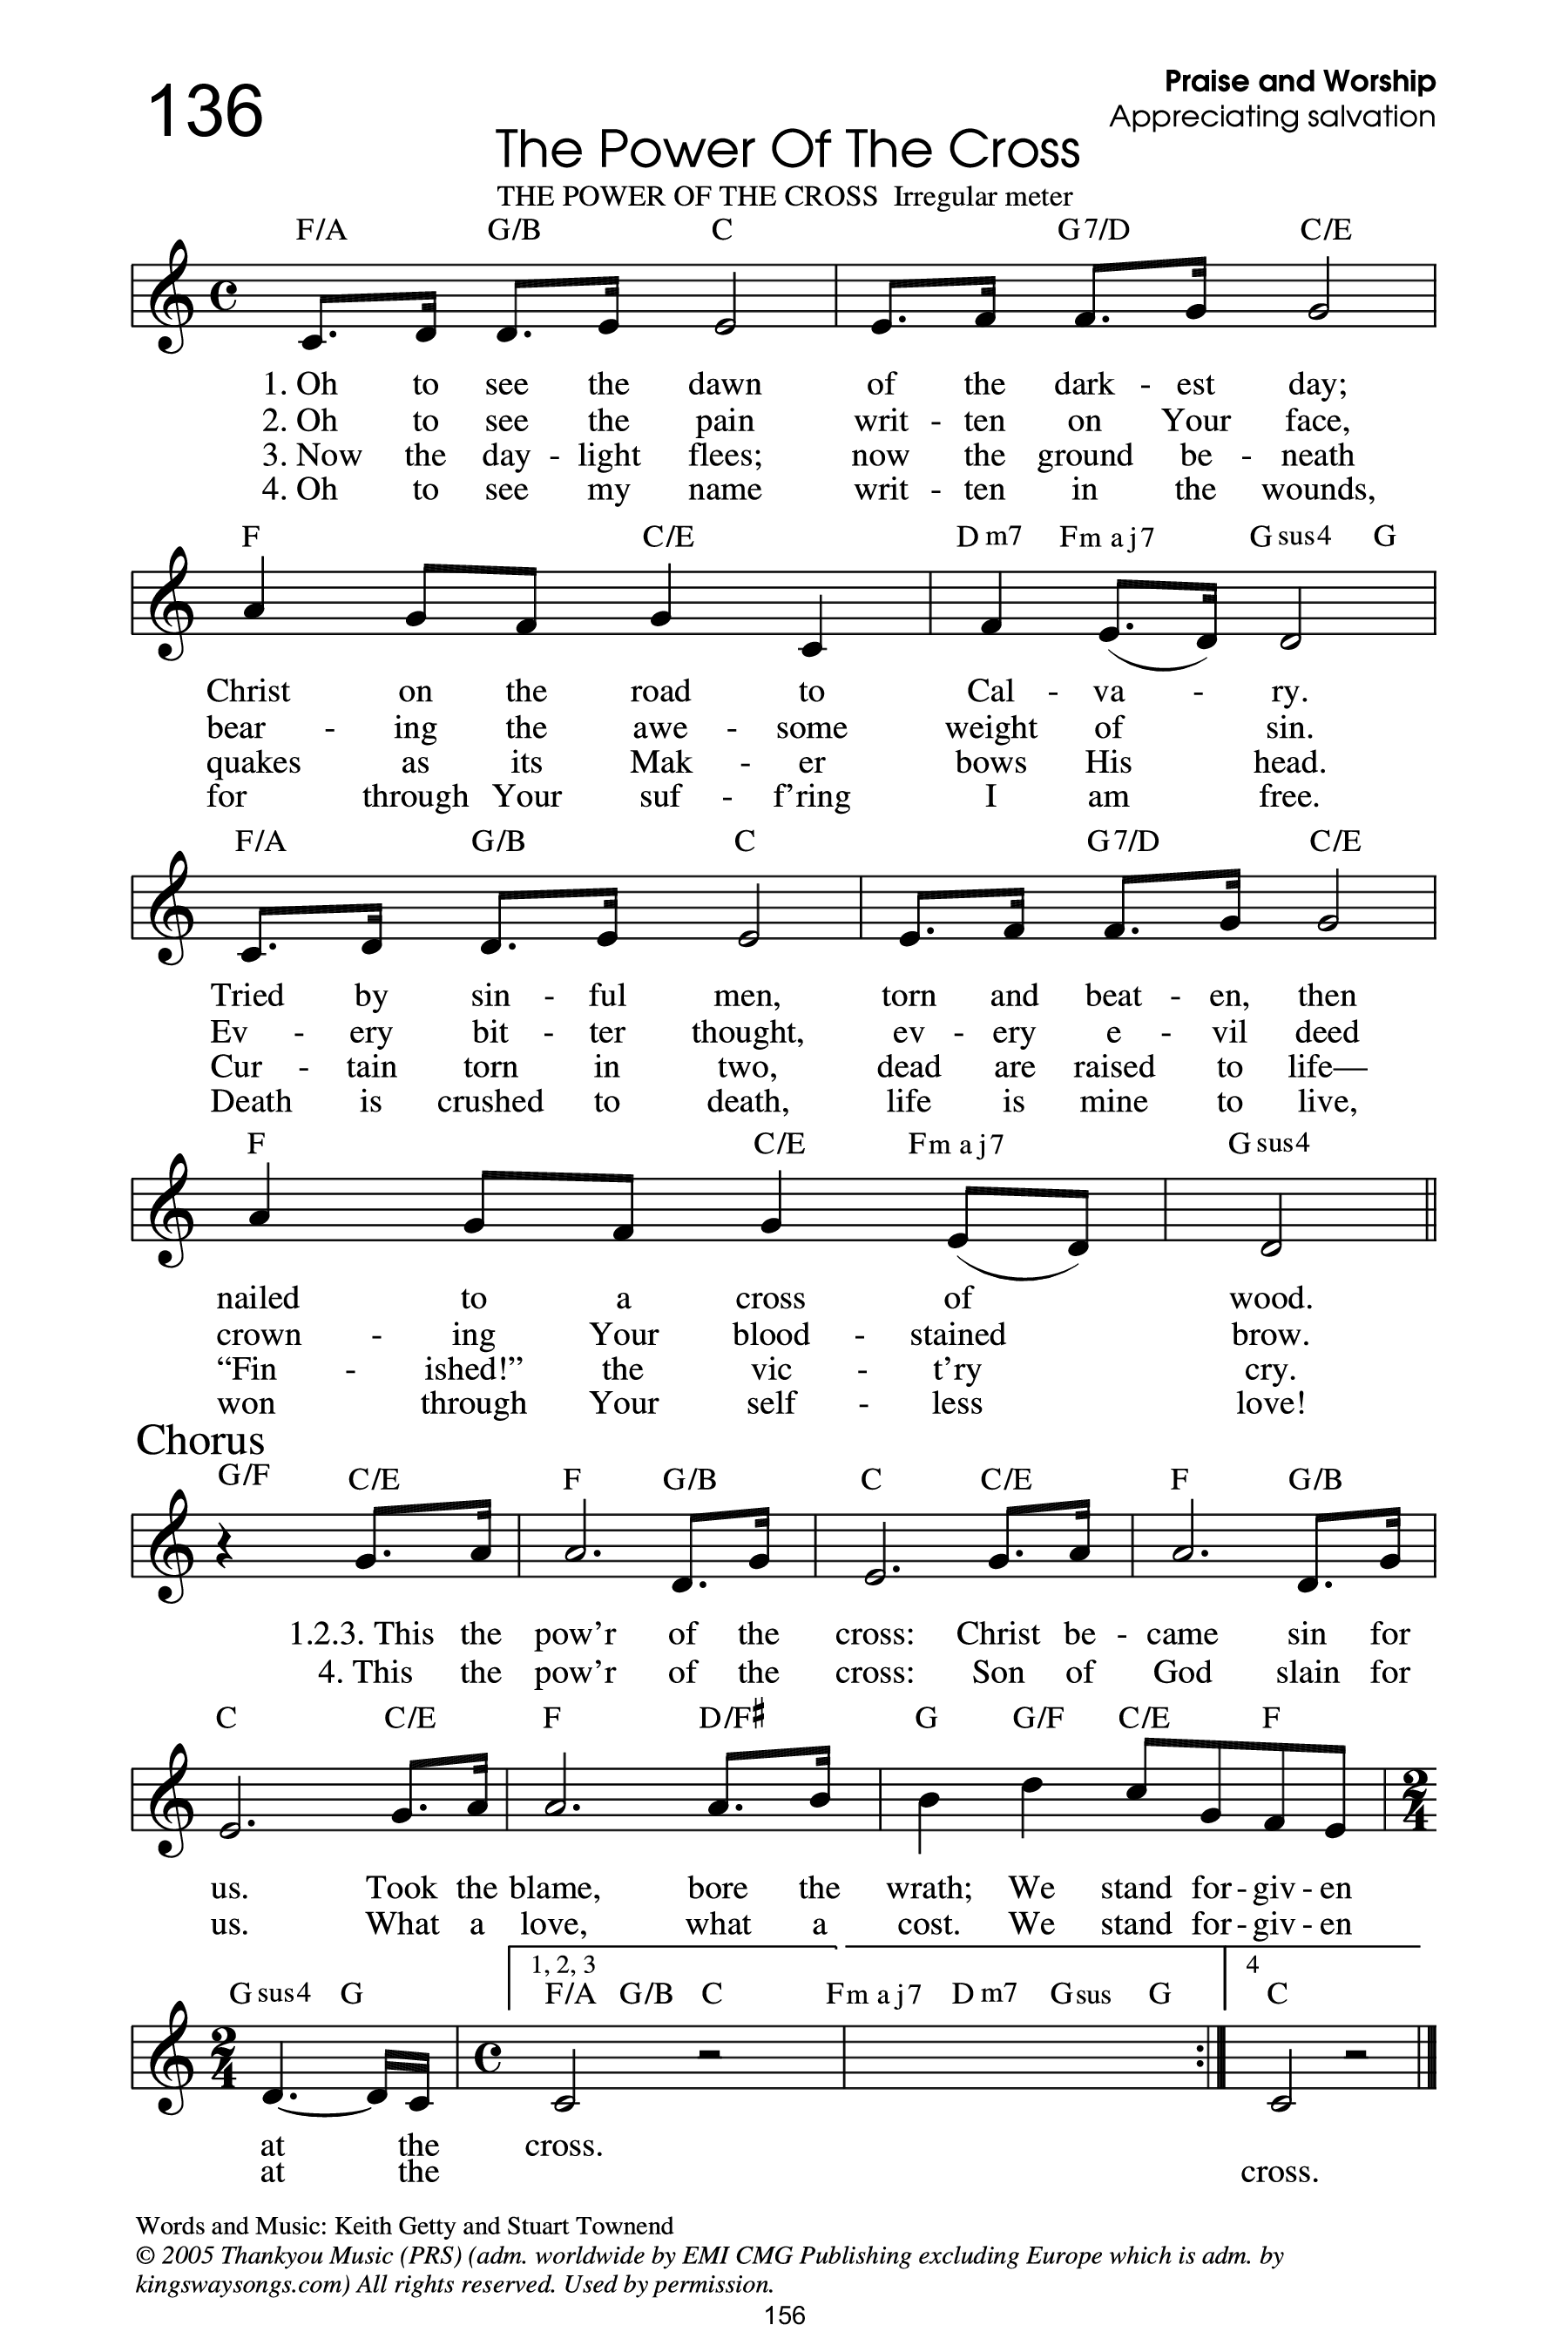 136
Praise and Worship
Appreciating salvation
The Power Of The Cross
THE POWER OF THE CROSS Irregular meter
F/A G/B C G7/D C/E
1. Oh to see the dawn of the dark - est day;
2. Oh to see the pain writ - ten on Your face,
3. Now the day - light flees; now the ground be - neath
4. Oh to see my name writ - ten in the wounds,
F C/E Dm7 Fmaj7 Gsus4 G
Christ on the road to Cal - va - ry.
bear - ing the awe - some weight of sin.
quakes as its Mak - er bows His head.
for through Your suf - f'ring I am free.
F/A G/B C G7/D C/E
Tried by sin - ful men, torn and beat - en, then
Ev - ery bit - ter thought, ev - ery e - vil deed
Cur - tain torn in two, dead are raised to life—
Death is crushed to death, life is mine to live,
F C/E Fmaj7 Gsus4
nailed to a cross of wood.
crown - ing Your blood - stained brow.
“Fin - ished!” the vic - t'ry cry.
won through Your self - less love!
Chorus
G/F C/E F G/B C C/E F G/B
1.2.3. This the pow'r of the cross: Christ be - came sin for
4. This the pow'r of the cross: Son of God slain for
C C/E F D/F♯ G G/F C/E F
2
4
us. Took the blame, bore the wrath; We stand for - giv - en
us. What a love, what a cost. We stand for - giv - en
1, 2, 3 4
Gsus4 G F/A G/B C Fmaj7 Dm7 Gsus G C
2
4
at the cross.
at the cross.
Words and Music: Keith Getty and Stuart Townend
© 2005 Thankyou Music (PRS) (adm. worldwide by EMI CMG Publishing excluding Europe which is adm. by
kingswaysongs.com) All rights reserved. Used by permission.
156